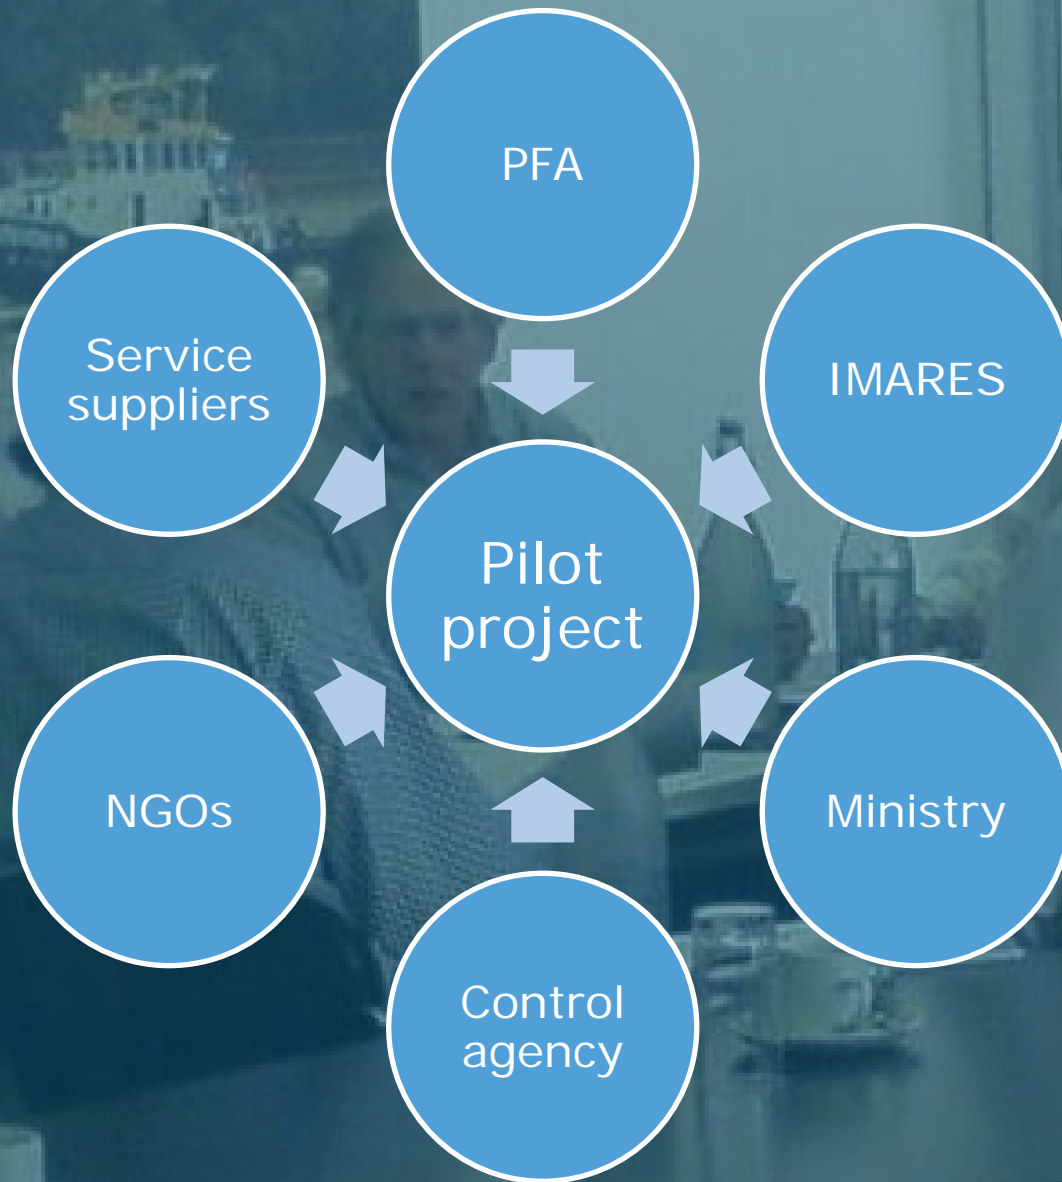 PFA
Service
suppliers
IMARES
Pilot
project
NGOs
Ministry
Control
agency